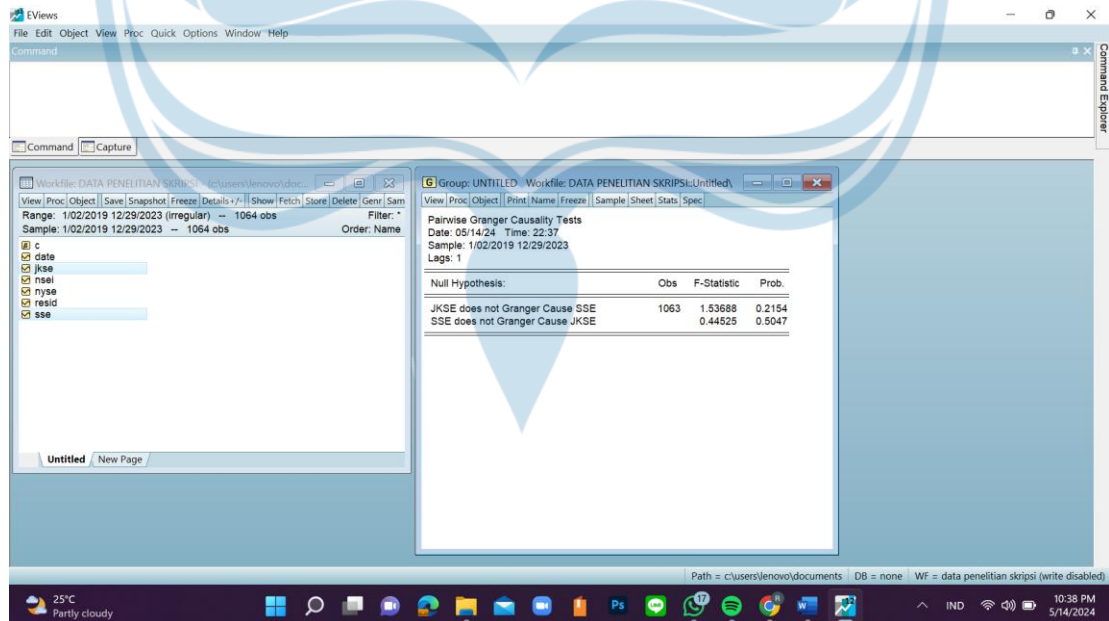 EViews
File Edit Object View Proc Quick Options Window Help
Command
Command Explorer
Command Capture
Workfile: DATA PENELITIAN SKRIPSI - (c:\users\lenovo\doc...
View Proc Object Save Snapshot Freeze Details+/- Show Fetch Store Delete Genr Sam
Range: 1/02/2019 12/29/2023 (irregular) -- 1064 obs Filter: *
Sample: 1/02/2019 12/29/2023 -- 1064 obs Order: Name
c
date
jkse
nsei
nyse
resid
sse
Untitled New Page
G Group: UNTITLED Workfile: DATA PENELITIAN SKRIPSI::Untitled\
View Proc Object Print Name Freeze Sample Sheet Stats Spec
Pairwise Granger Causality Tests
Date: 05/14/24 Time: 22:37
Sample: 1/02/2019 12/29/2023
Lags: 1
Null Hypothesis: Obs F-Statistic Prob.
JKSE does not Granger Cause SSE 1063 1.53688 0.2154
SSE does not Granger Cause JKSE 0.44525 0.5047
Path = c:\users\lenovo\documents DB = none WF = data penelitian skripsi (write disabled)
25°C
Partly cloudy
Ps
17
12
IND
10:38 PM
5/14/2024